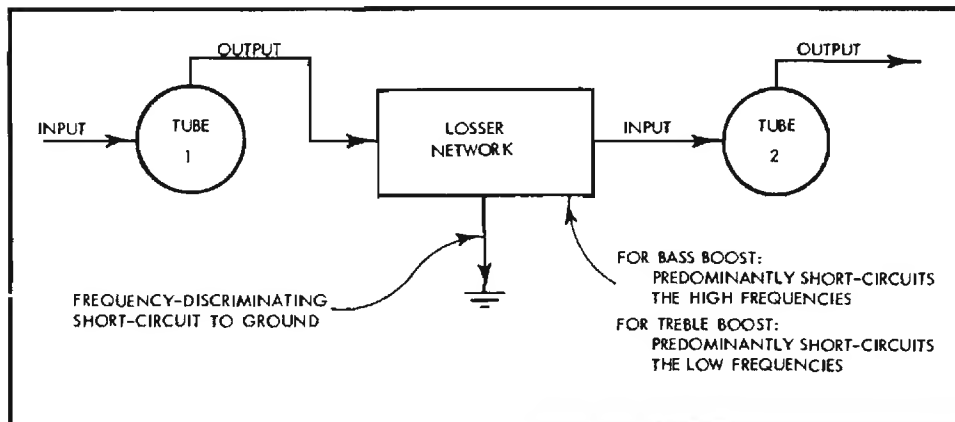 OUTPUT
OUTPUT
INPUT
TUBE
1
LOSSER
NETWORK
INPUT
TUBE
2
FREQUENCY-DISCRIMINATING
SHORT-CIRCUIT TO GROUND
FOR BASS BOOST:
PREDOMINANTLY SHORT-CIRCUITS
THE HIGH FREQUENCIES
FOR TREBLE BOOST:
PREDOMINANTLY SHORT-CIRCUITS
THE LOW FREQUENCIES